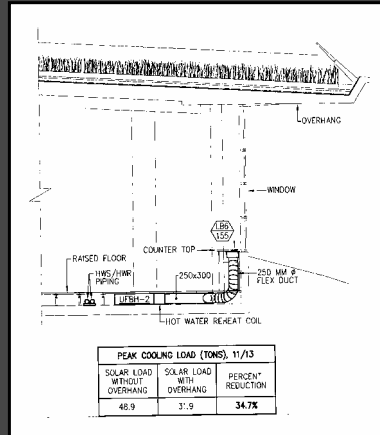 OVERHANG
WINDOW
LB6
155
COUNTER TOP
RAISED FLOOR
HWS/HWR
PIPING
250x300
250 MM ø
FLEX DUCT
UFBH-2
HOT WATER REHEAT COIL
PEAK COOLING LOAD (TONS), 11/13
SOLAR LOAD
WITHOUT
OVERHANG
SOLAR LOAD
WITH
OVERHANG
PERCENT
REDUCTION
48.9
31.9
34.7%